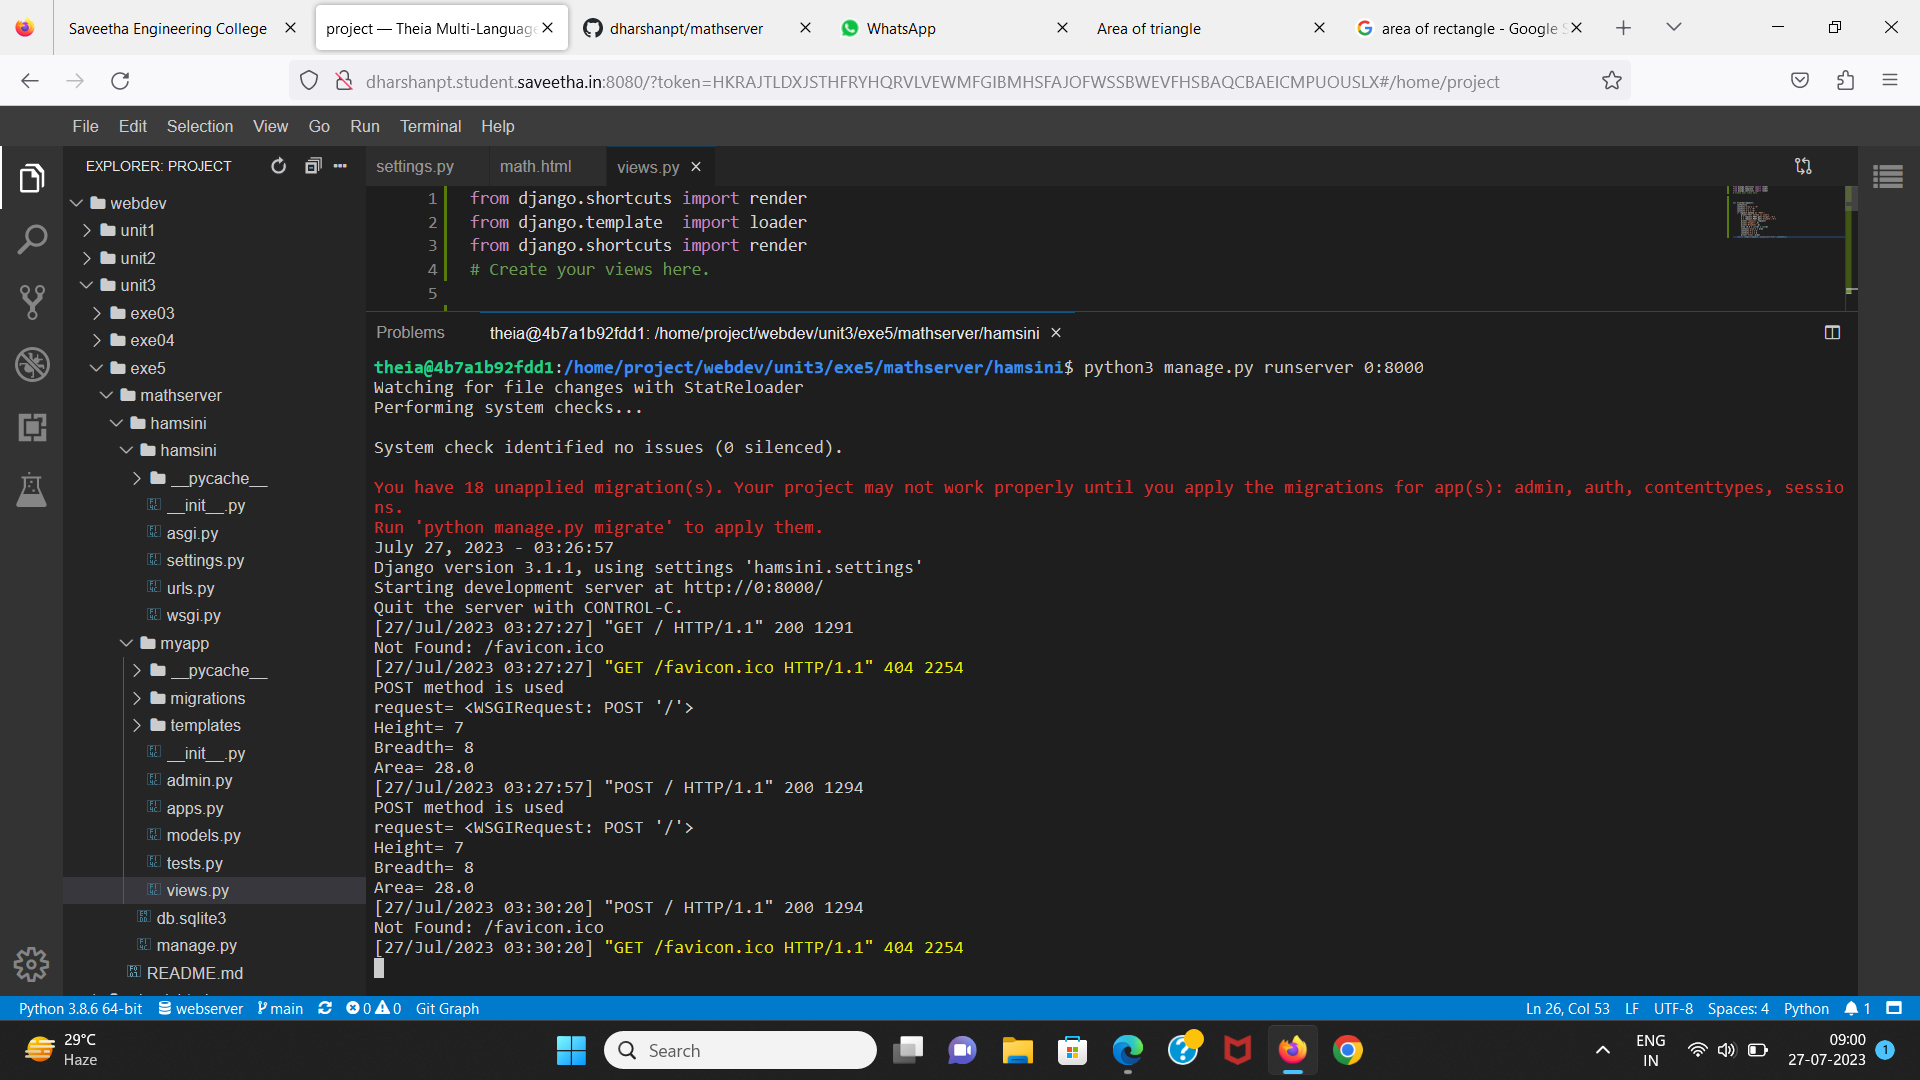 Saveetha Engineering College
project — Theia Multi-Language
dharshanpt/mathserver
WhatsApp
Area of triangle
area of rectangle - Google S
dharshanpt.student.saveetha.in:8080/?token=HKRAJTLDXJSTHFRYHQRVLVEWMFGIBMHSFAJOFWSSBWEVFHSBAQCBAEICMPUOUSLX#/home/project
File Edit Selection View Go Run Terminal Help
EXPLORER: PROJECT
webdev
unit1
unit2
unit3
exe03
exe04
exe5
mathserver
hamsini
hamsini
__pycache__
__init__.py
asgi.py
settings.py
urls.py
wsgi.py
myapp
__pycache__
migrations
templates
__init__.py
admin.py
apps.py
models.py
tests.py
views.py
db.sqlite3
manage.py
README.md
settings.py math.html views.py
1 from django.shortcuts import render
2 from django.template  import loader
3 from django.shortcuts import render
4 # Create your views here.
5
Problems theia@4b7a1b92fdd1: /home/project/webdev/unit3/exe5/mathserver/hamsini
theia@4b7a1b92fdd1:/home/project/webdev/unit3/exe5/mathserver/hamsini$ python3 manage.py runserver 0:8000
Watching for file changes with StatReloader
Performing system checks...
System check identified no issues (0 silenced).
You have 18 unapplied migration(s). Your project may not work properly until you apply the migrations for app(s): admin, auth, contenttypes, sessio
ns.
Run 'python manage.py migrate' to apply them.
July 27, 2023 - 03:26:57
Django version 3.1.1, using settings 'hamsini.settings'
Starting development server at http://0:8000/
Quit the server with CONTROL-C.
[27/Jul/2023 03:27:27] "GET / HTTP/1.1" 200 1291
Not Found: /favicon.ico
[27/Jul/2023 03:27:27] "GET /favicon.ico HTTP/1.1" 404 2254
POST method is used
request= <WSGIRequest: POST '/'>
Height= 7
Breadth= 8
Area= 28.0
[27/Jul/2023 03:27:57] "POST / HTTP/1.1" 200 1294
POST method is used
request= <WSGIRequest: POST '/'>
Height= 7
Breadth= 8
Area= 28.0
[27/Jul/2023 03:30:20] "POST / HTTP/1.1" 200 1294
Not Found: /favicon.ico
[27/Jul/2023 03:30:20] "GET /favicon.ico HTTP/1.1" 404 2254
Python 3.8.6 64-bit webserver main 0 0 Git Graph Ln 26, Col 53 LF UTF-8 Spaces: 4 Python 1
29°C
Haze
Search
ENG
IN
09:00
27-07-2023
1